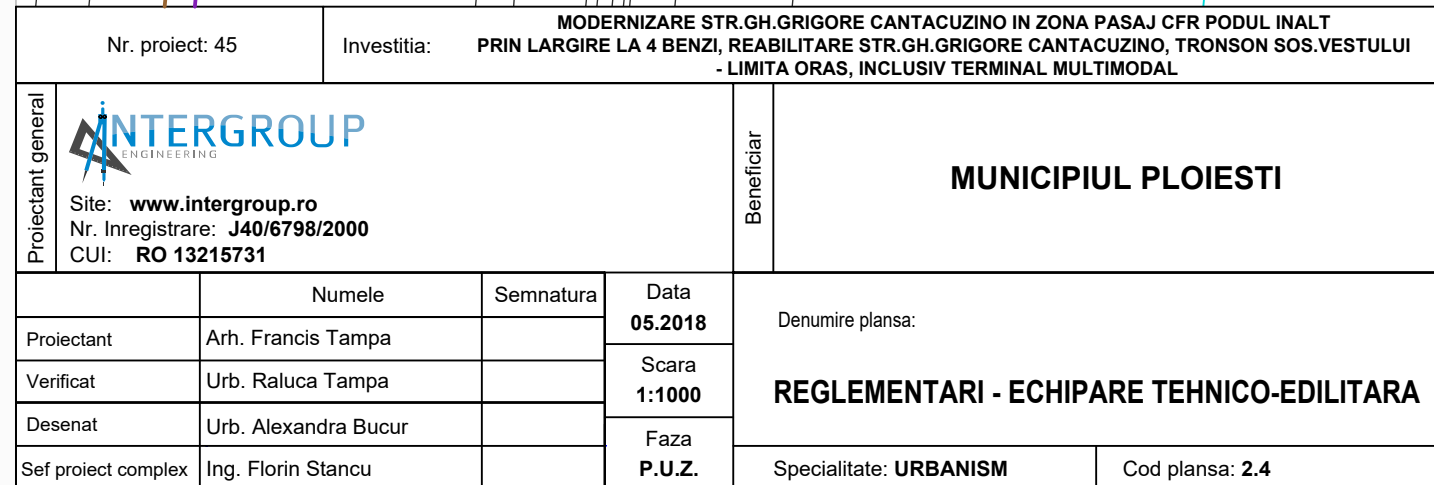 Nr. proiect: 45
Investitia:
MODERNIZARE STR.GH.GRIGORE CANTACUZINO IN ZONA PASAJ CFR PODUL INALT
PRIN LARGIRE LA 4 BENZI, REABILITARE STR.GH.GRIGORE CANTACUZINO, TRONSON SOS.VESTULUI
- LIMITA ORAS, INCLUSIV TERMINAL MULTIMODAL
Proiectant general
INTERGROUP
ENGINEERING
Site: www.intergroup.ro
Nr. Inregistrare: J40/6798/2000
CUI: RO 13215731
Beneficiar
MUNICIPIUL PLOIESTI
Numele Semnatura
Proiectant Arh. Francis Tampa
Verificat Urb. Raluca Tampa
Desenat Urb. Alexandra Bucur
Sef proiect complex Ing. Florin Stancu
Data
05.2018
Scara
1:1000
Faza
P.U.Z.
Denumire plansa:
REGLEMENTARI - ECHIPARE TEHNICO-EDILITARA
Specialitate: URBANISM
Cod plansa: 2.4